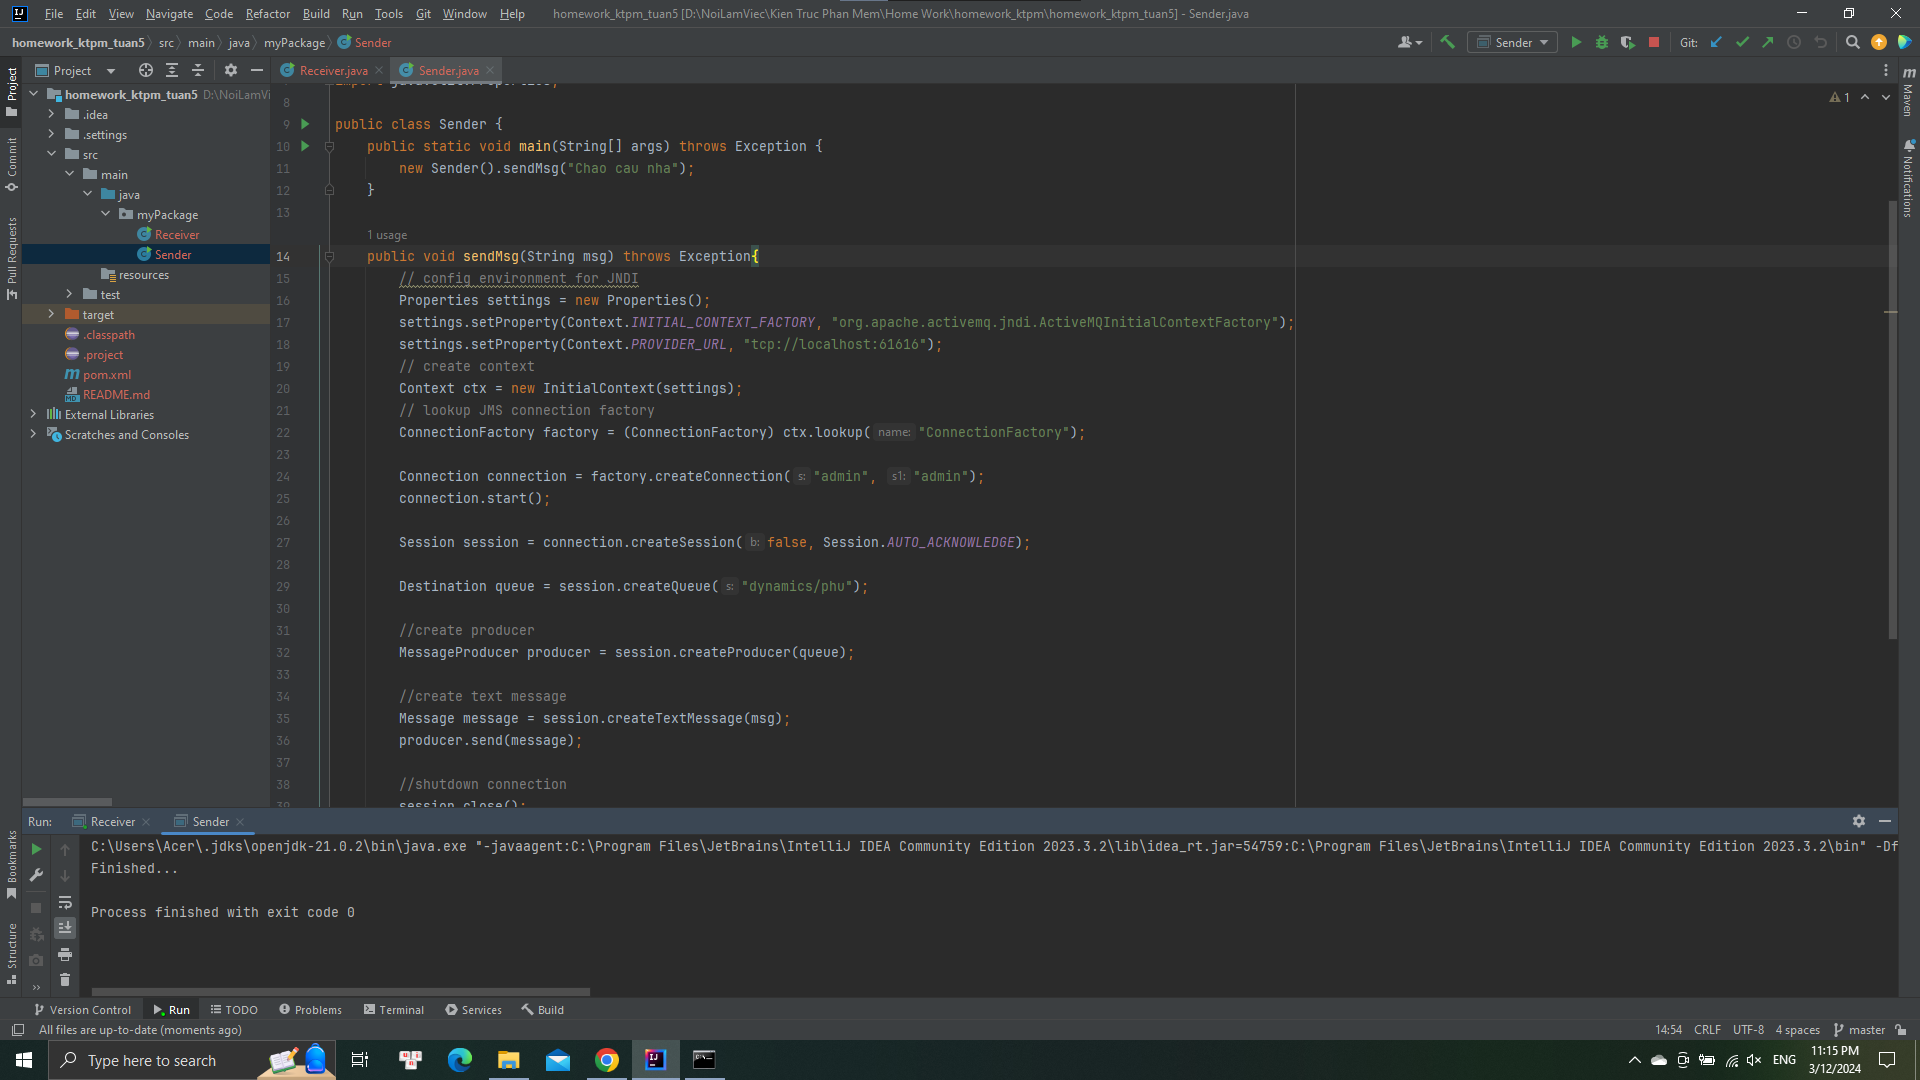 File Edit View Navigate Code Refactor Build Run Tools Git Window Help homework_ktpm_tuan5 [D:\NoiLamViec\Kien Truc Phan Mem\Home Work\homework_ktpm\homework_ktpm_tuan5] - Sender.java
homework_ktpm_tuan5 src main java myPackage Sender
Sender Git:
Project
Receiver.java Sender.java
homework_ktpm_tuan5 D:\NoiLamVi
.idea
.settings
src
main
java
myPackage
Receiver
Sender
resources
test
target
.classpath
.project
pom.xml
README.md
External Libraries
Scratches and Consoles
Project
Commit
Pull Requests
Bookmarks
Structure
Maven
Notifications
1
8
9 public class Sender {
10 public static void main(String[] args) throws Exception {
11 new Sender().sendMsg("Chao cau nha");
12 }
13
1 usage
14 public void sendMsg(String msg) throws Exception{
15 // config environment for JNDI
16 Properties settings = new Properties();
17 settings.setProperty(Context.INITIAL_CONTEXT_FACTORY, "org.apache.activemq.jndi.ActiveMQInitialContextFactory");
18 settings.setProperty(Context.PROVIDER_URL, "tcp://localhost:61616");
19 // create context
20 Context ctx = new InitialContext(settings);
21 // lookup JMS connection factory
22 ConnectionFactory factory = (ConnectionFactory) ctx.lookup( name: "ConnectionFactory");
23
24 Connection connection = factory.createConnection( s: "admin", s1: "admin");
25 connection.start();
26
27 Session session = connection.createSession( b: false, Session.AUTO_ACKNOWLEDGE);
28
29 Destination queue = session.createQueue( s: "dynamics/phu");
30
31 //create producer
32 MessageProducer producer = session.createProducer(queue);
33
34 //create text message
35 Message message = session.createTextMessage(msg);
36 producer.send(message);
37
38 //shutdown connection
39 session.close();
Run: Receiver Sender
C:\Users\Acer\.jdks\openjdk-21.0.2\bin\java.exe "-javaagent:C:\Program Files\JetBrains\IntelliJ IDEA Community Edition 2023.3.2\lib\idea_rt.jar=54759:C:\Program Files\JetBrains\IntelliJ IDEA Community Edition 2023.3.2\bin" -Df
Finished...
Process finished with exit code 0
Version Control Run TODO Problems Terminal Services Build
All files are up-to-date (moments ago) 14:54 CRLF UTF-8 4 spaces master
Type here to search
ENG
11:15 PM
3/12/2024